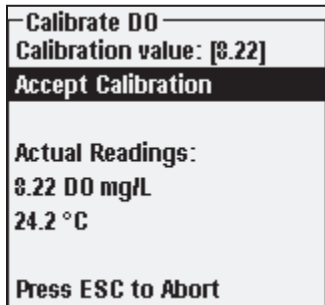 Calibrate DO
Calibration value: [8.22]
Accept Calibration
Actual Readings:
8.22 DO mg/L
24.2 °C
Press ESC to Abort